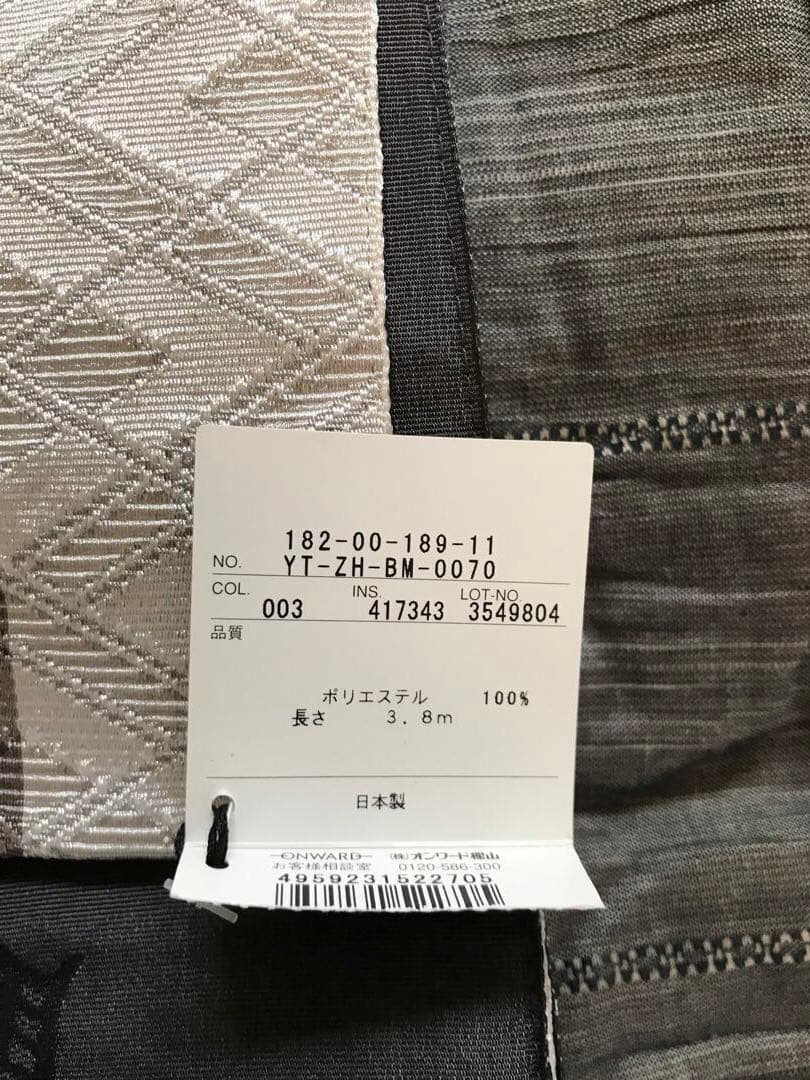 182-00-189-11
NO. YT-ZH-BM-0070
COL. INS. LOT-NO.
003 417343 3549804
品質
ポリエステル 100%
長さ 3.8m
日本製
ONWARD (株)オンワード樫山
お客様相談室 0120-586-300
4959231522705